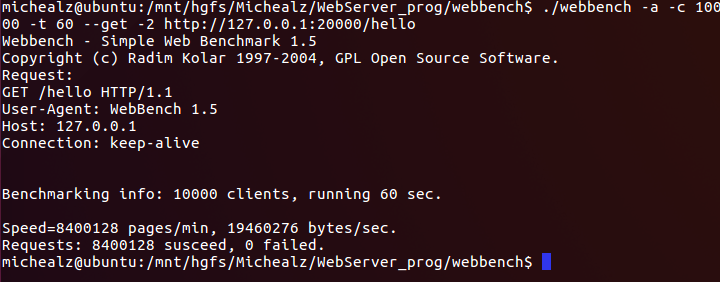 michealz@ubuntu:/mnt/hgfs/Michealz/WebServer_prog/webbench$ ./webbench -a -c 100
00 -t 60 --get -2 http://127.0.0.1:20000/hello
Webbench - Simple Web Benchmark 1.5
Copyright (c) Radim Kolar 1997-2004, GPL Open Source Software.
Request:
GET /hello HTTP/1.1
User-Agent: WebBench 1.5
Host: 127.0.0.1
Connection: keep-alive
Benchmarking info: 10000 clients, running 60 sec.
Speed=8400128 pages/min, 19460276 bytes/sec.
Requests: 8400128 susceed, 0 failed.
michealz@ubuntu:/mnt/hgfs/Michealz/WebServer_prog/webbench$